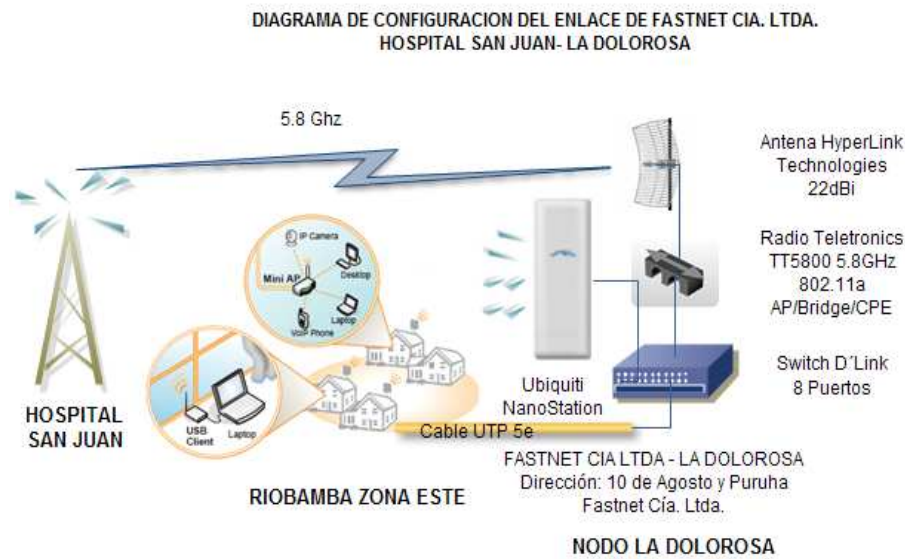 DIAGRAMA DE CONFIGURACION DEL ENLACE DE FASTNET CIA. LTDA.
HOSPITAL SAN JUAN- LA DOLOROSA
5.8 Ghz
Antena HyperLink
Technologies
22dBi
Radio Teletronics
TT5800 5.8GHz
802.11a
AP/Bridge/CPE
Switch D´Link
8 Puertos
IP Camera
Mini AP
Desktop
Laptop
VoIP Phone
USB
Client
Laptop
HOSPITAL
SAN JUAN
Ubiquiti
NanoStation
Cable UTP 5e
RIOBAMBA ZONA ESTE
FASTNET CIA LTDA - LA DOLOROSA
Dirección: 10 de Agosto y Puruha
Fastnet Cía. Ltda.
NODO LA DOLOROSA